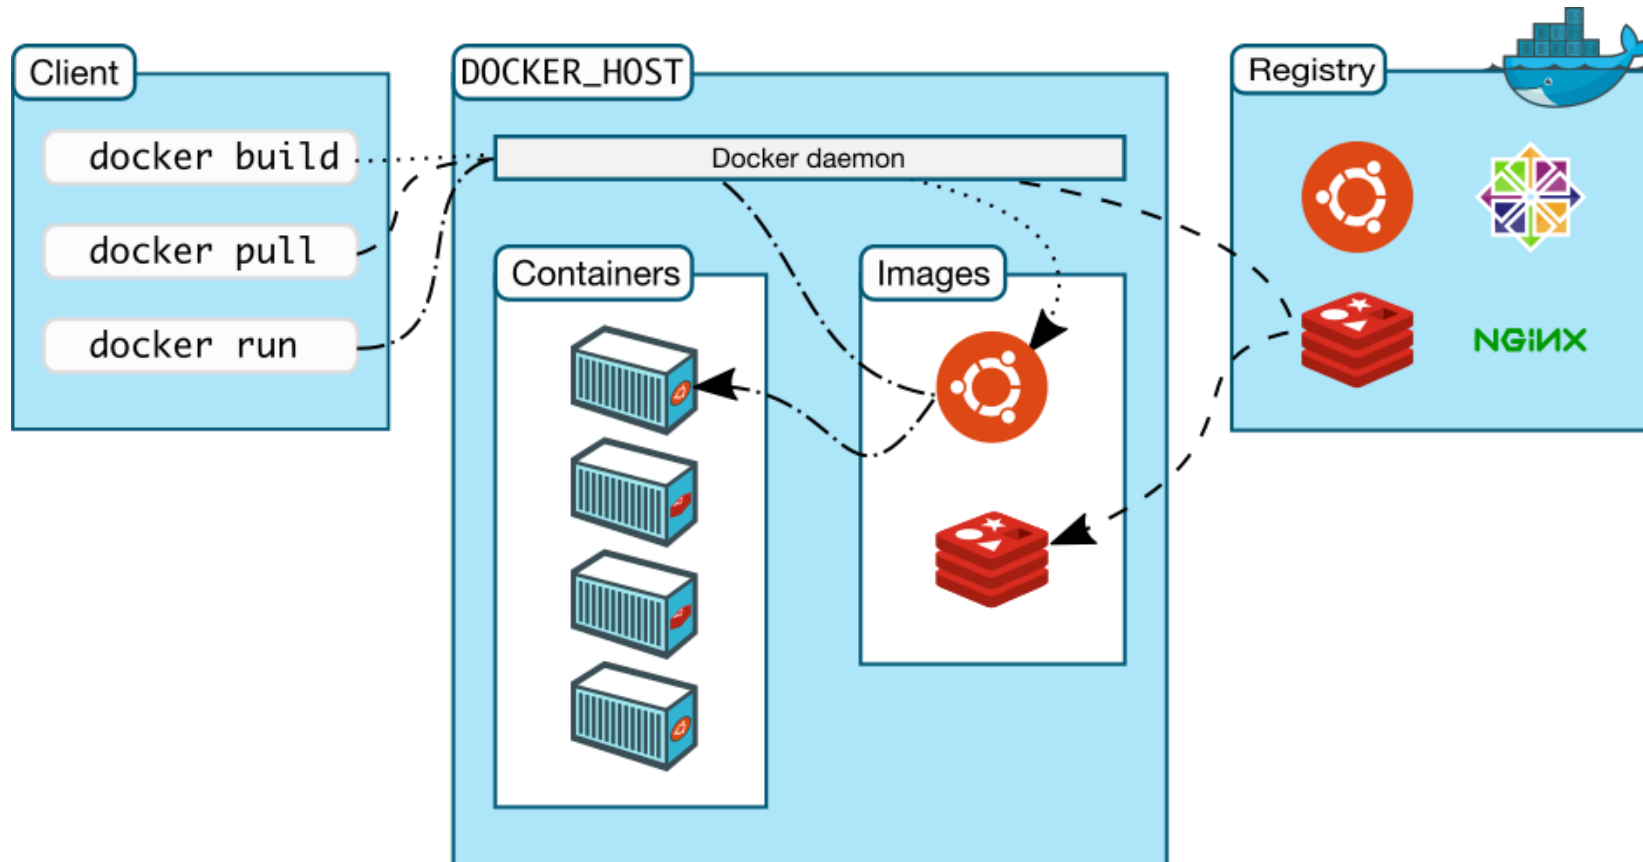 Client
docker build
docker pull
docker run
DOCKER_HOST
Docker daemon
Containers
Images
Registry
NGiNX